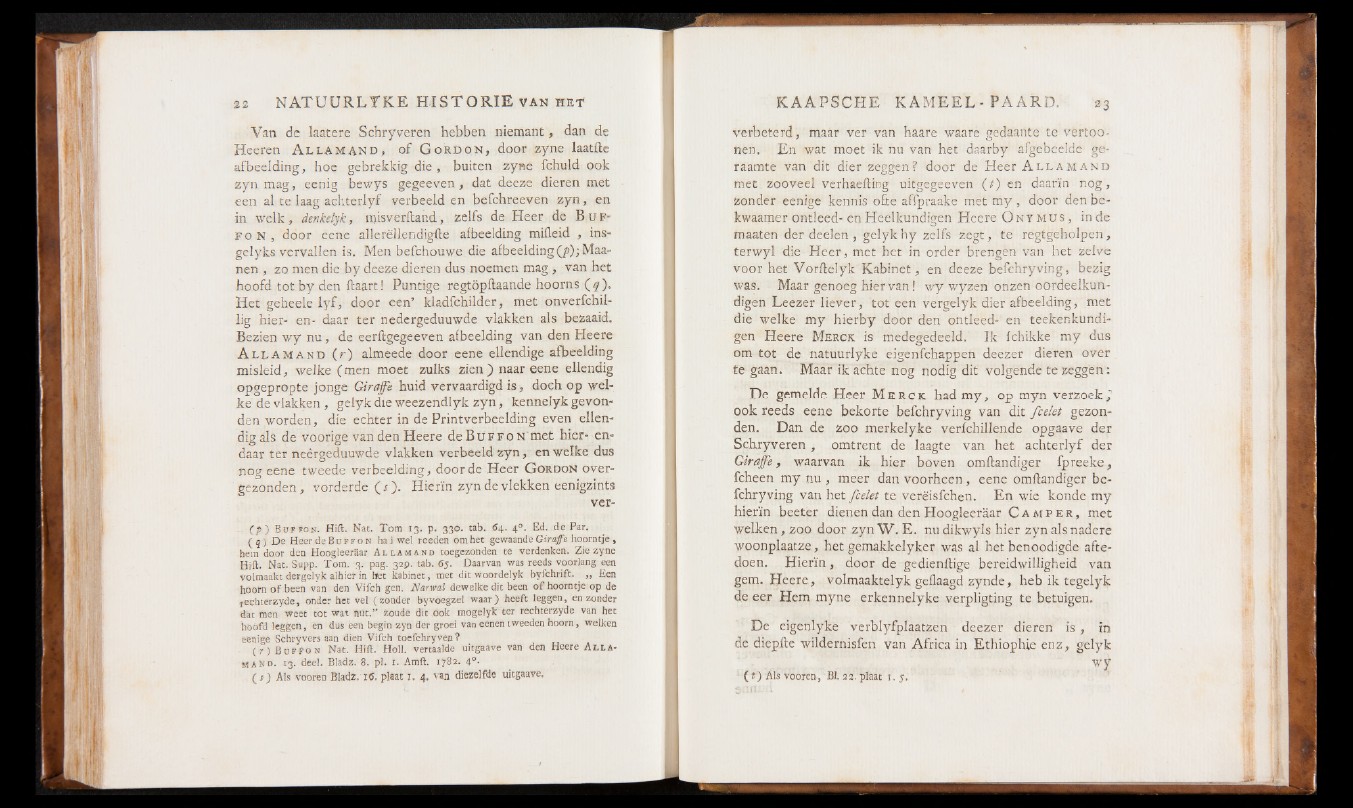 22 NATUURLYKE HISTORIE VAN HET
Van de laatere Schryveren hebben niemant, dan de
Heeren ALLAMAND, of GORDON, door zyne laatſte
afbeelding, hoe gebrekkig die, buiten zyne ſchuld ook
zyn mag, eenig bewys gegeeven, dat deeze dieren met
een al te laag achterlyf verbeeld en beſchreeven zyn, en
in welk, denkelyk, misverſtand, zelfs de Heer de BUF-
FON, door eene allerëllendigſte afbeelding miſleid, ins-
gelyks vervallen is. Men beſchouwe die afbeelding (p); Maa-
nen, zo men die by deeze dieren dus noemen mag, van het
hoofd tot by den ſtaart! Puntige regtöpſtaande hoorns (q).
Het geheele lyf, door een' kladſchilder, met onverſchil-
lig hier- en- daar ter nedergeduuwde vlakken als bezaaid.
Bezien wy nu, de eerſtgegeeven afbeelding van den Heere
ALLAMAND (r) almeede door eene ellendige afbeelding
misleid, welke (men moet zulks zien) naar eene ellendig
opgepropte jonge Giraffe huid vervaardigd is, doch op wel-
ke de vlakken, gelyk die weezendlyk zyn, kennelyk gevon-
den worden, die echter in de Printverbeelding even ellen-
dig als de voorige van den Heere de BUFFON met hier- en-
daar ter neêrgeduuwde vlakken verbeeld zyn, en welke dus
nog eene tweede verbeelding, door de Heer GORDON over-
gezonden, vorderde (s). Hierin zyn de vlekken eenigzints
ver-
(p) BUFFON. Hiſt. Nat. Tom 13. p. 330. tab. 64. 4°. Ed. de Par.
(q) De Heer de BUFFON had wel reeden om het gewaende Giraffe hoorntje,
hem door den Hoogleeräar ALLAMAND toegezonden te verdenken. Zie zyne
Hiſt. Nat. Supp. Tom. 3. pag. 329. tab. 65. Daarvan was reeds voorlang een
volmaakt dergelyk alhier in het kabinet, met dit woordelyk byſchrift. „ Een
hoorn of been van den Viſch gen. Narwal dewelke dit been of hoorntje op de
rechterzyde, onder het vel (zonder byvoegzel waar) heeft leggen, en zonder
dat men weet tot wat nut." zoude dit óok mogelyk ter rechterzyde van het
hoofd leggen, en dus een begin zyn der groei van eenen tweeden hoorn, welken
eenige Schryvers aan dien Viſch toeſchryven?
(r) BUFFON Nat. Hiſt. Holl. vertaalde uitgaave van den Heere ALLA-
MAND. 13. deel. Bladz. 8. pl. 1. Amſt. 1782. 4°.
(s) Als vooren Bladz. 16. plaat 1. 4. van diezelfde uitgaave.
KAAPSCHE KAMEEL-PAARD. 23
verbeterd, maar ver van haare waare gedaante te vertoo-
nen. En wat moet ik nu van het daarby afgebeelde ge-
raamte van dit dier zeggen? door de Heer ALLAMAND
met zooveel verhaeſting uitgegeeven (t) en daarin nog,
zonder eenige kennis ofte aſſpraake met my, door den be-
kwaamer ontleed- en Heelkundigen Heere ONYMUS, in de
maaten der deelen, gelyk hy zelfs zegt, te regtgeholpen,
terwyl die Heer, met het in order brengen van het zelve
voor het Vorſtelyk Kabinet, en deeze beſchryving, bezig
was. Maar genoeg hier van! wy wyzen onzen oordeelkun-
digen Leezer liever, tot een vergelyk dier afbeelding, met
die welke my hierby door den ontleed- en teekenkundi-
gen Heere MERCK is medegedeeld. Ik ſchikke my dus
om tot de natuurlyke eigenſchappen deezer dieren over
te gaan. Maar ik achte nog nodig dit volgende te zeggen:
De gemelde Heer MERCK had my, op myn verzoek,
ook reeds eene bekorte beſchryving van dit ſcelet gezon-
den. Dan de zoo merkelyke verſchillende opgaave der
Schryveren, omtrent de laagte van het achterlyf der
Giraffe, waarvan ik hier boven omſtandiger ſpreeke,
ſcheen my nu, meer dan voorheen, eene omſtandiger be-
ſchryving van het ſcelet te verëisſchen. En wie konde my
hierïn beeter dienen dan den Hoogleeräar CAMPER, met
welken, zoo door zyn W. E. nu dikwyls hier zyn als nadere
woonplaatze, het gemakkelyker was al het benoodigde afte-
doen. Hierïn, door de gedienſtige bereidwilligheid van
gem. Heere, volmaaktelyk geſlaagd zynde, heb ik tegelyk
de eer Hem myne erkennelyke verpligting te betuigen.
De eigenlyke verblyfplaatzen deezer dieren is, in
de diepſte wilderniſſen van Africa in Ethiophie enz, gelyk
wy
(t) Als vooren, Bl. 22. plaat 1. 5.